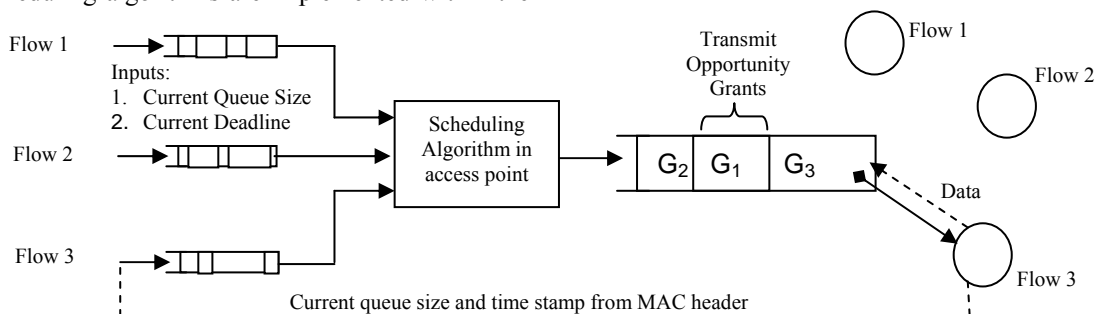 Flow 1
Inputs:
1. Current Queue Size
2. Current Deadline
Flow 2
Flow 3
Scheduling
Algorithm in
access point
Transmit
Opportunity
Grants
G2 G1 G3
Data
Flow 1
Flow 2
Flow 3
Current queue size and time stamp from MAC header